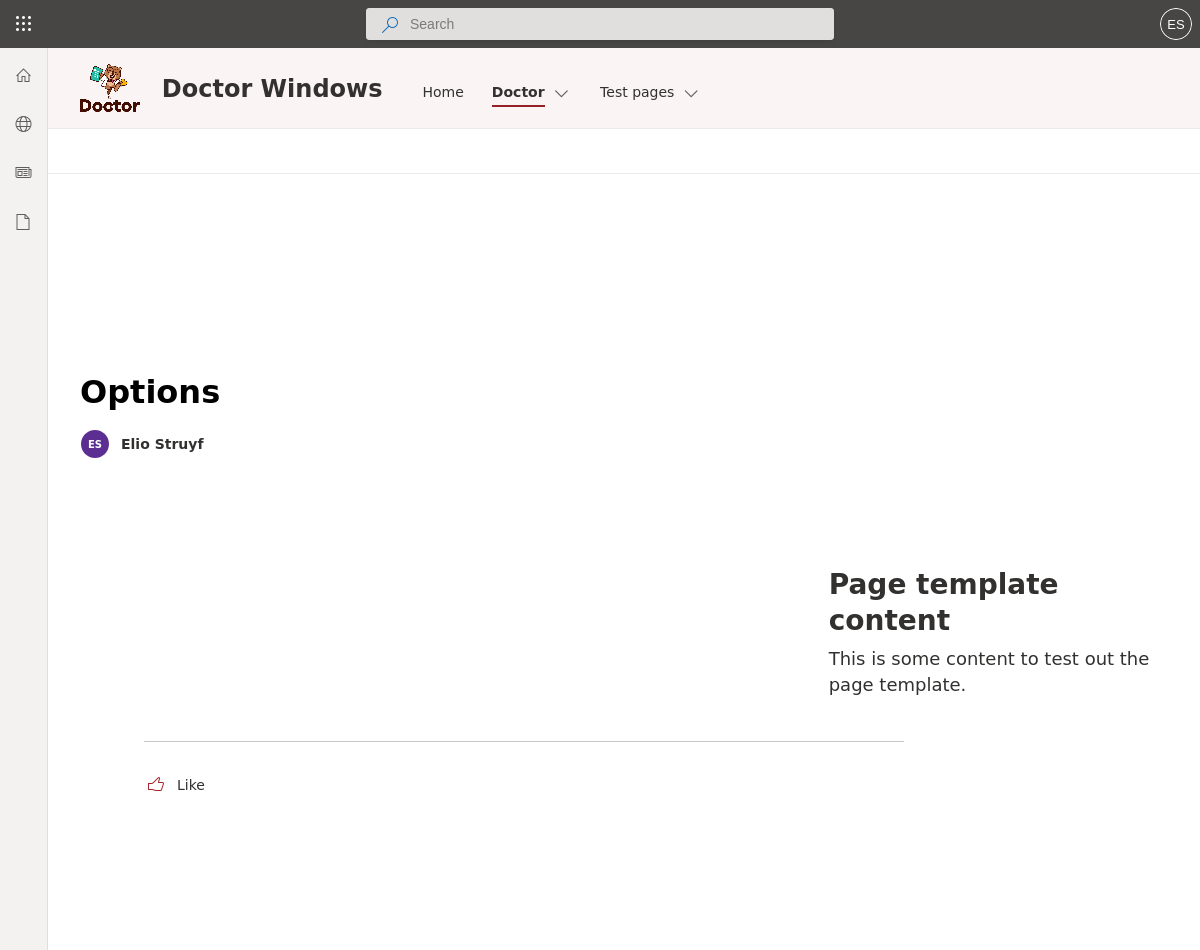 Search
ES
Doctor
Doctor Windows
Home
Doctor
Test pages
Options
ES
Elio Struyf
Page template
content
This is some content to test out the
page template.
Like